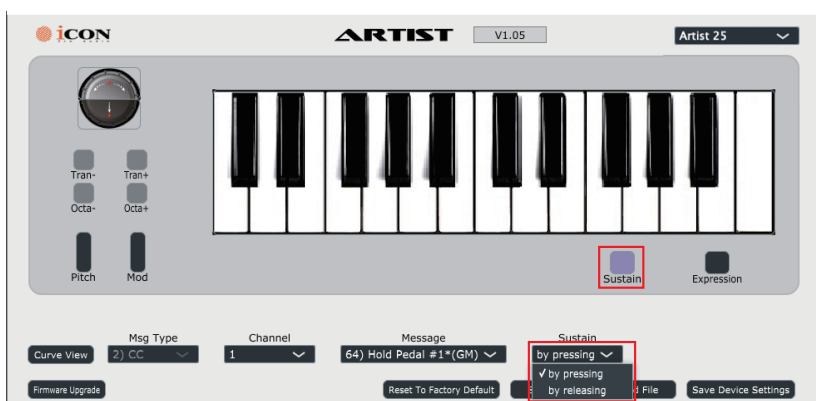 icon
ARTIST
V1.05
Artist 25
Tran-
Tran+
Octa-
Octa+
Pitch
Mod
Sustain
Expression
Msg Type
Channel
Message
Sustain
Curve View
2) CC
1
64) Hold Pedal #1*(GM)
by pressing
✓ by pressing
by releasing
Firmware Upgrade
Reset To Factory Default
File
Save Device Settings